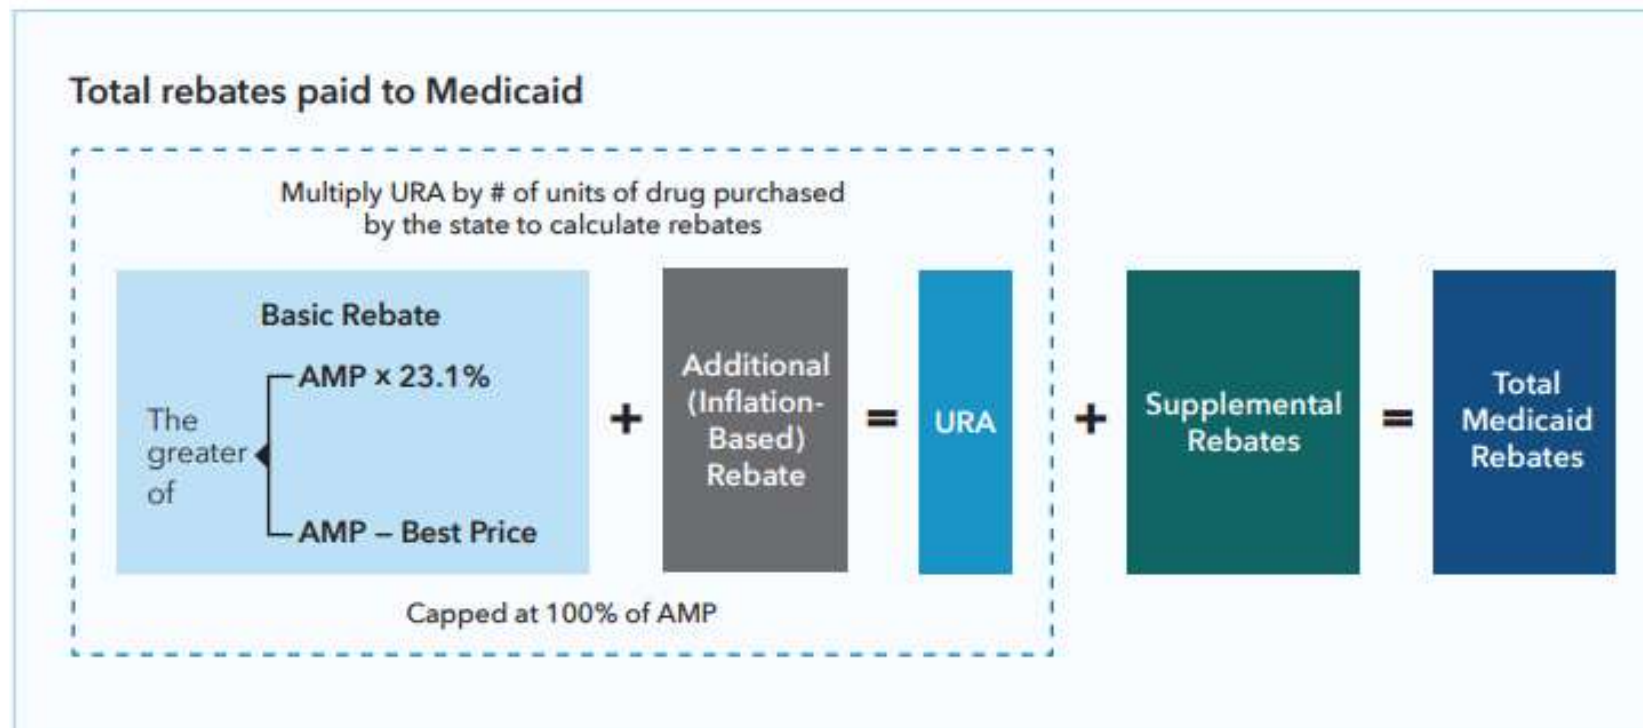 Total rebates paid to Medicaid
Multiply URA by # of units of drug purchased
by the state to calculate rebates
Basic Rebate
The
greater
of
AMP x 23.1%
AMP – Best Price
+
Additional
(Inflation-
Based)
Rebate
=
URA
+
Supplemental
Rebates
=
Total
Medicaid
Rebates
Capped at 100% of AMP